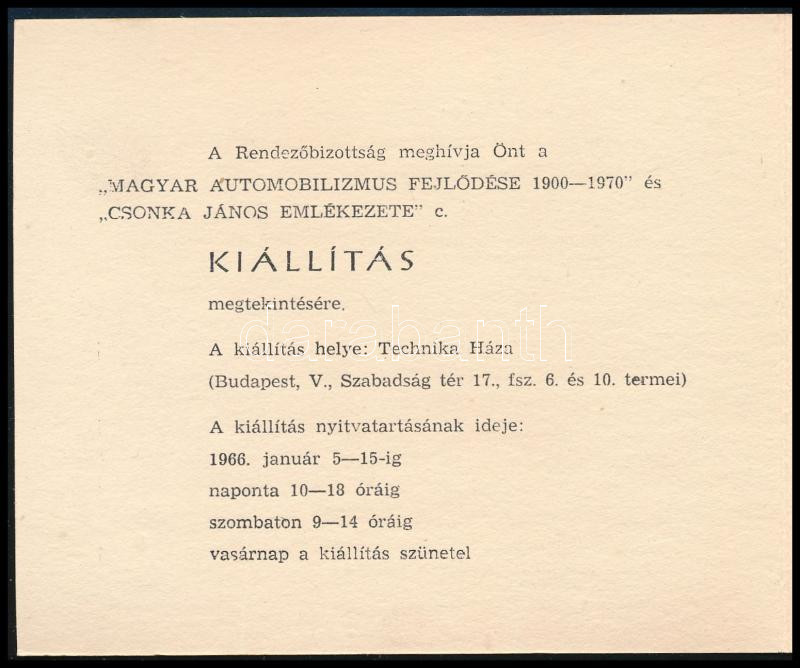 A Rendezőbizottság meghívja Önt a
„MAGYAR AUTOMOBILIZMUS FEJLŐDÉSE 1900—1970” és
„CSONKA JÁNOS EMLÉKEZETE” c.
KIÁLLÍTÁS
megtekintésére.
darabanth
A kiállítás helye: Technika Háza
(Budapest, V., Szabadság tér 17., fsz. 6. és 10. termei)
A kiállítás nyitvatartásának ideje:
1966. január 5—15-ig
naponta 10—18 óráig
szombaton 9—14 óráig
vasárnap a kiállítás szünetel